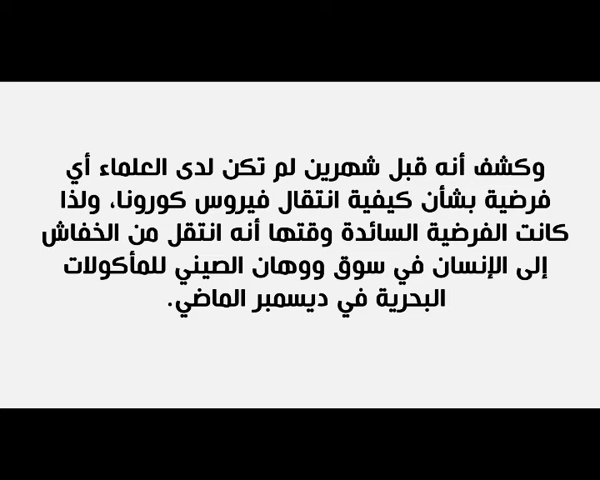 وكشف أنه قبل شهرين لم تكن لدى العلماء أي
فرضية بشأن كيفية انتقال فيروس كورونا، ولذا
كانت الفرضية السائدة وقتها أنه انتقل من الخفاش
إلى الإنسان في سوق ووهان الصيني للمأكولات
البحرية في ديسمبر الماضي.